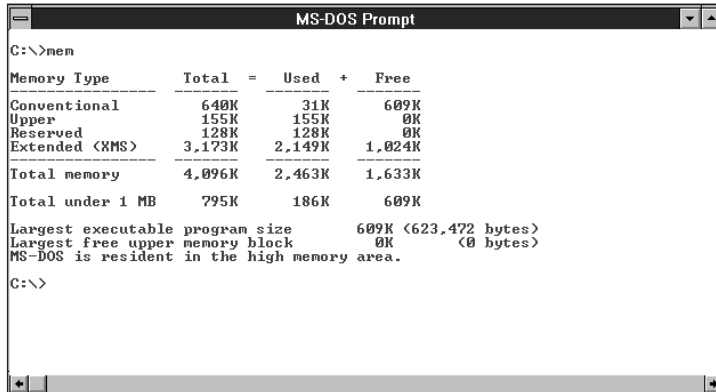 MS-DOS Prompt
C:\>mem
Memory Type Total = Used + Free
---------------- ------- ------- -------
Conventional 640K 31K 609K
Upper 155K 155K 0K
Reserved 128K 128K 0K
Extended (XMS) 3,173K 2,149K 1,024K
---------------- ------- ------- -------
Total memory 4,096K 2,463K 1,633K
Total under 1 MB 795K 186K 609K
Largest executable program size 609K (623,472 bytes)
Largest free upper memory block 0K (0 bytes)
MS-DOS is resident in the high memory area.
C:\>